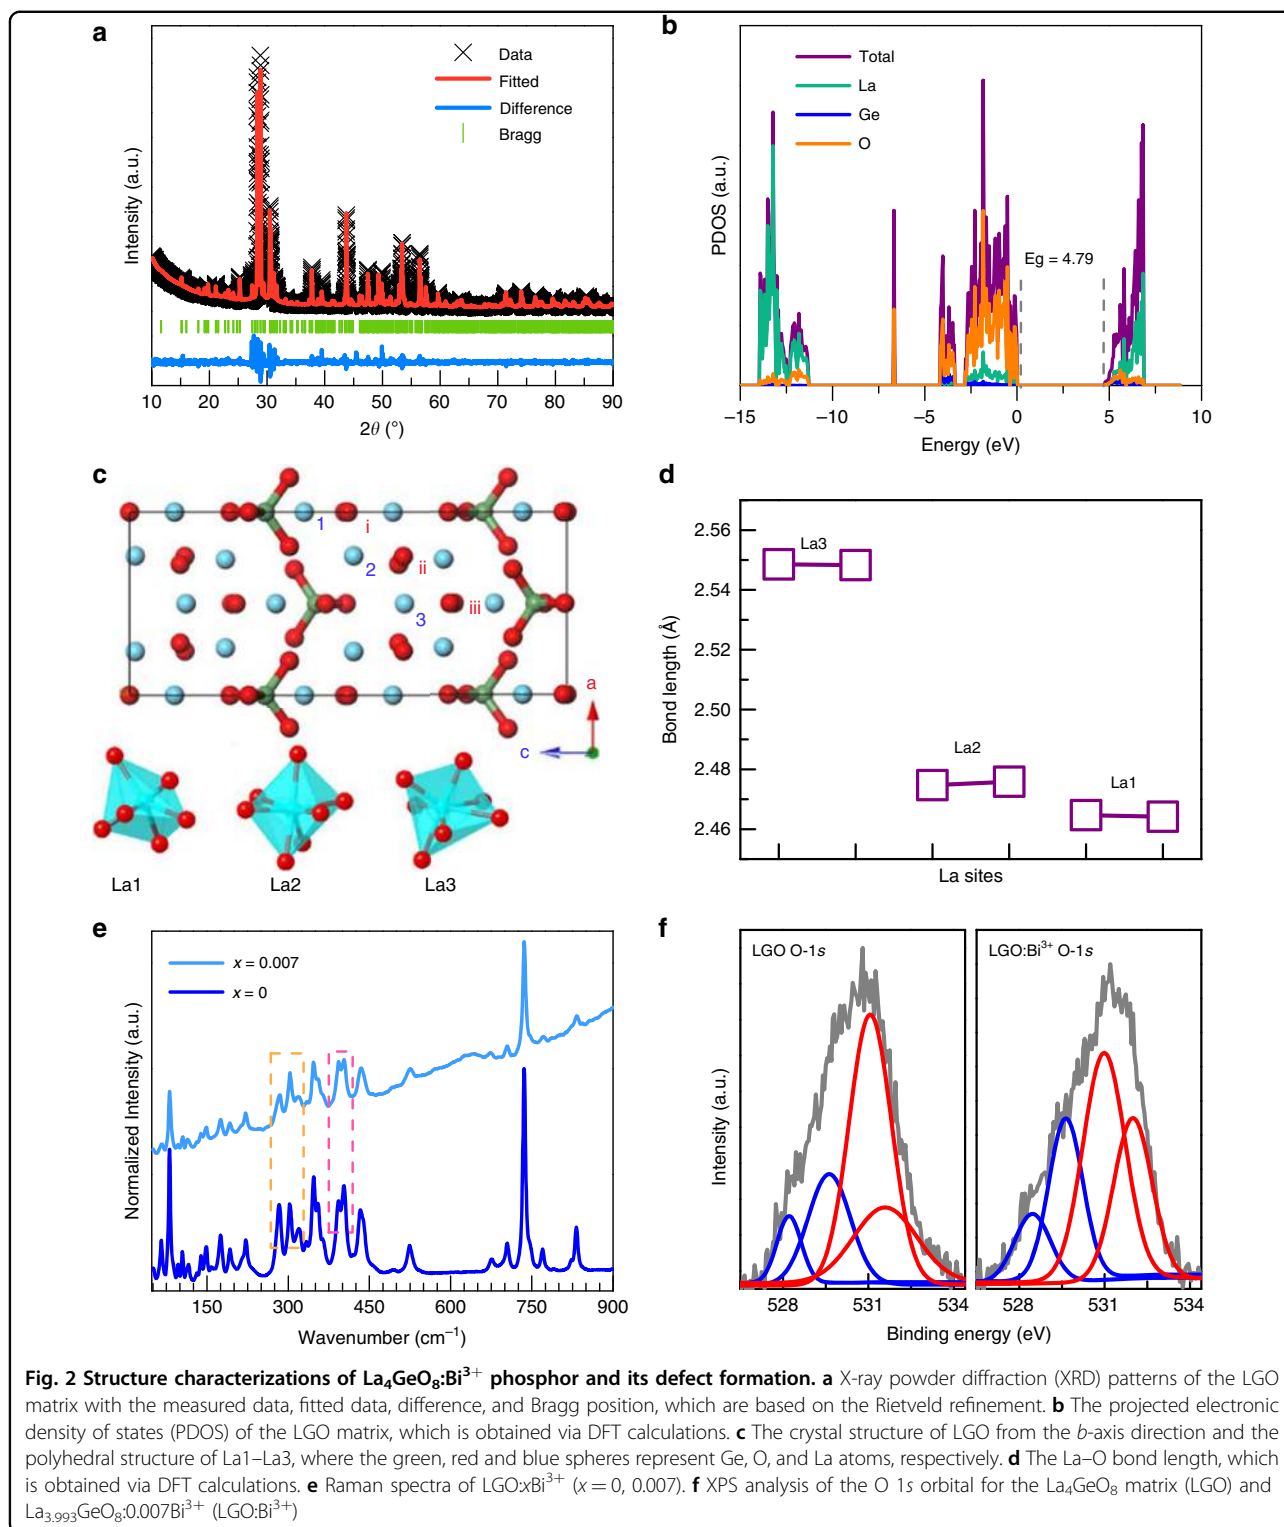 a
Data
Fitted
Difference
Bragg
Intensity (a.u.)
10 20 30 40 50 60 70 80 90
2θ (°)
b
Total
La
Ge
O
Eg = 4.79
PDOS (a.u.)
–15 –10 –5 0 5 10
Energy (eV)
c
1
i
2
ii
3
iii
a
c
La1 La2 La3
d
2.56
2.54
2.52
2.50
2.48
2.46
Bond length (Å)
La3
La2
La1
La sites
e
x = 0.007
x = 0
Normalized Intensity (a.u.)
150 300 450 600 750 900
Wavenumber (cm⁻¹)
f
LGO O-1s
LGO:Bi³⁺ O-1s
Intensity (a.u.)
528 531 534 528 531 534
Binding energy (eV)
Fig. 2 Structure characterizations of La₄GeO₈:Bi³⁺ phosphor and its defect formation. a X-ray powder diffraction (XRD) patterns of the LGO
matrix with the measured data, fitted data, difference, and Bragg position, which are based on the Rietveld refinement. b The projected electronic
density of states (PDOS) of the LGO matrix, which is obtained via DFT calculations. c The crystal structure of LGO from the b-axis direction and the
polyhedral structure of La1–La3, where the green, red and blue spheres represent Ge, O, and La atoms, respectively. d The La–O bond length, which
is obtained via DFT calculations. e Raman spectra of LGO:xBi³⁺ (x = 0, 0.007). f XPS analysis of the O 1s orbital for the La₄GeO₈ matrix (LGO) and
La₃.₉₉₃GeO₈:0.007Bi³⁺ (LGO:Bi³⁺)